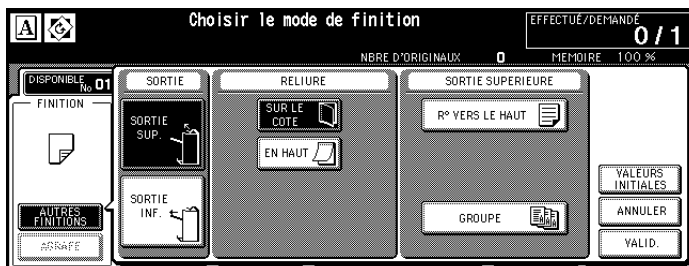 A
Choisir le mode de finition
EFFECTUÉ/DEMANDÉ
0 / 1
NBRE D'ORIGINAUX 0 MEMOIRE 100 %
DISPONIBLE
No 01
FINITION
AUTRES
FINITIONS
AGRAFE
SORTIE
SORTIE
SUP.
SORTIE
INF.
RELIURE
SUR LE
COTE
EN HAUT
SORTIE SUPERIEURE
Rº VERS LE HAUT
GROUPE
VALEURS
INITIALES
ANNULER
VALID.